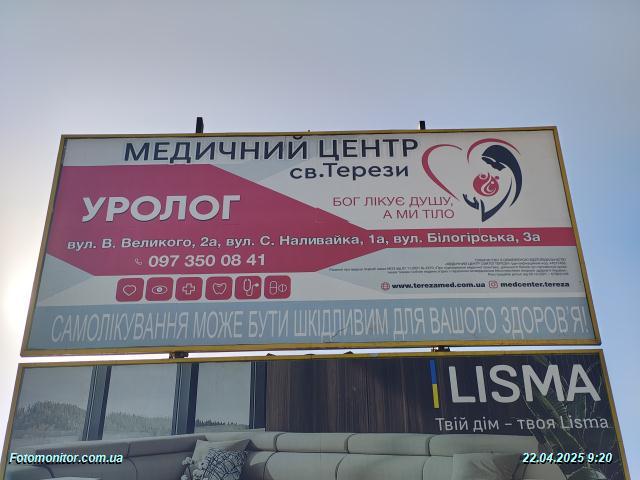 МЕДИЧНИЙ ЦЕНТР
св.Терези
УРОЛОГ
БОГ ЛІКУЄ ДУШУ,
А МИ ТІЛО
вул. В. Великого, 2а, вул. С. Наливайка, 1а, вул. Білогірська, 3а
097 350 08 41
www.terezamed.com.ua medcenter.tereza
САМОЛІКУВАННЯ МОЖЕ БУТИ ШКІДЛИВИМ ДЛЯ ВАШОГО ЗДОРОВ'Я!
LISMA
Твій дім – твоя Lisma
Fotomonitor.com.ua
22.04.2025 9:20